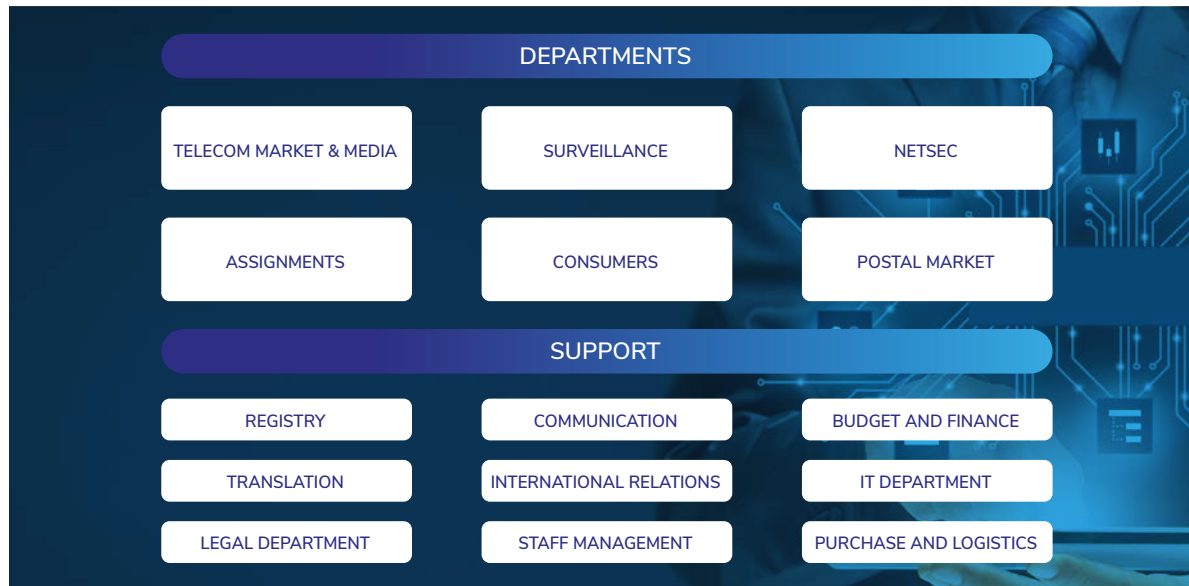 DEPARTMENTS
TELECOM MARKET & MEDIA
SURVEILLANCE
NETSEC
ASSIGNMENTS
CONSUMERS
POSTAL MARKET
SUPPORT
REGISTRY
COMMUNICATION
BUDGET AND FINANCE
TRANSLATION
INTERNATIONAL RELATIONS
IT DEPARTMENT
LEGAL DEPARTMENT
STAFF MANAGEMENT
PURCHASE AND LOGISTICS